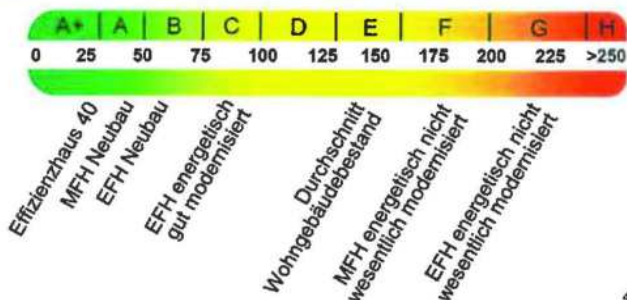 A+ A B C D E F G H
0 25 50 75 100 125 150 175 200 225 >250
Effizienzhaus 40
MFH Neubau
EFH Neubau
EFH energetisch
gut modernisiert
Durchschnitt
Wohngebäudebestand
MFH energetisch nicht
wesentlich modernisiert
EFH energetisch nicht
wesentlich modernisiert